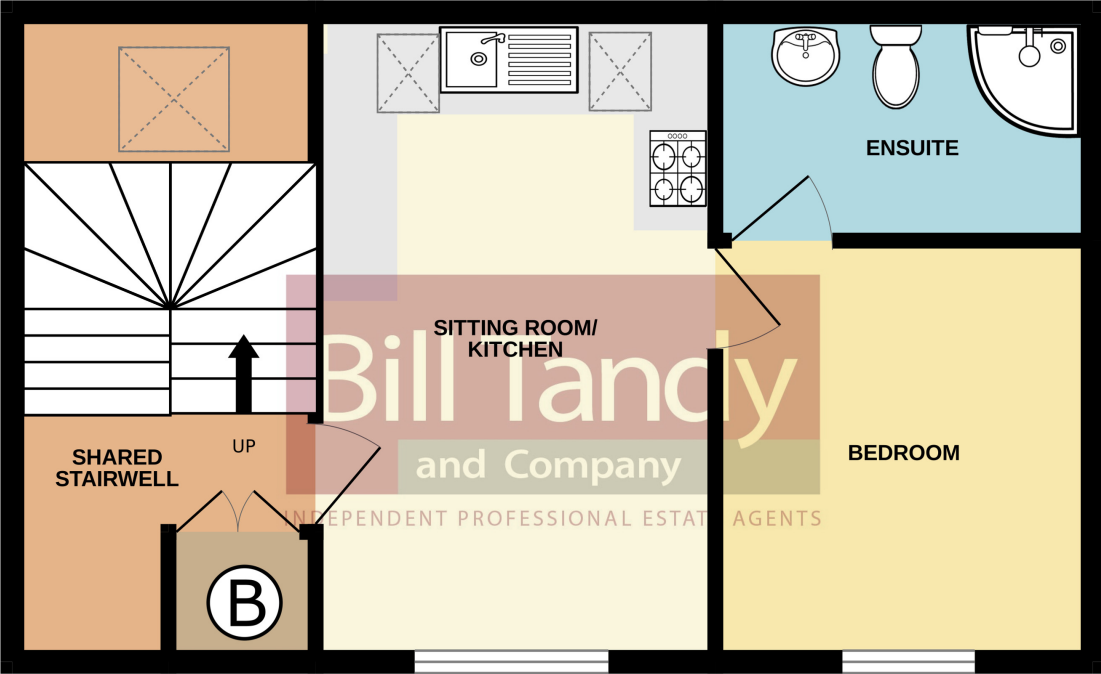 ENSUITE
SITTING ROOM/
KITCHEN
Bill Tandy
and Company
INDEPENDENT PROFESSIONAL ESTATE AGENTS
BEDROOM
UP
SHARED
STAIRWELL
B